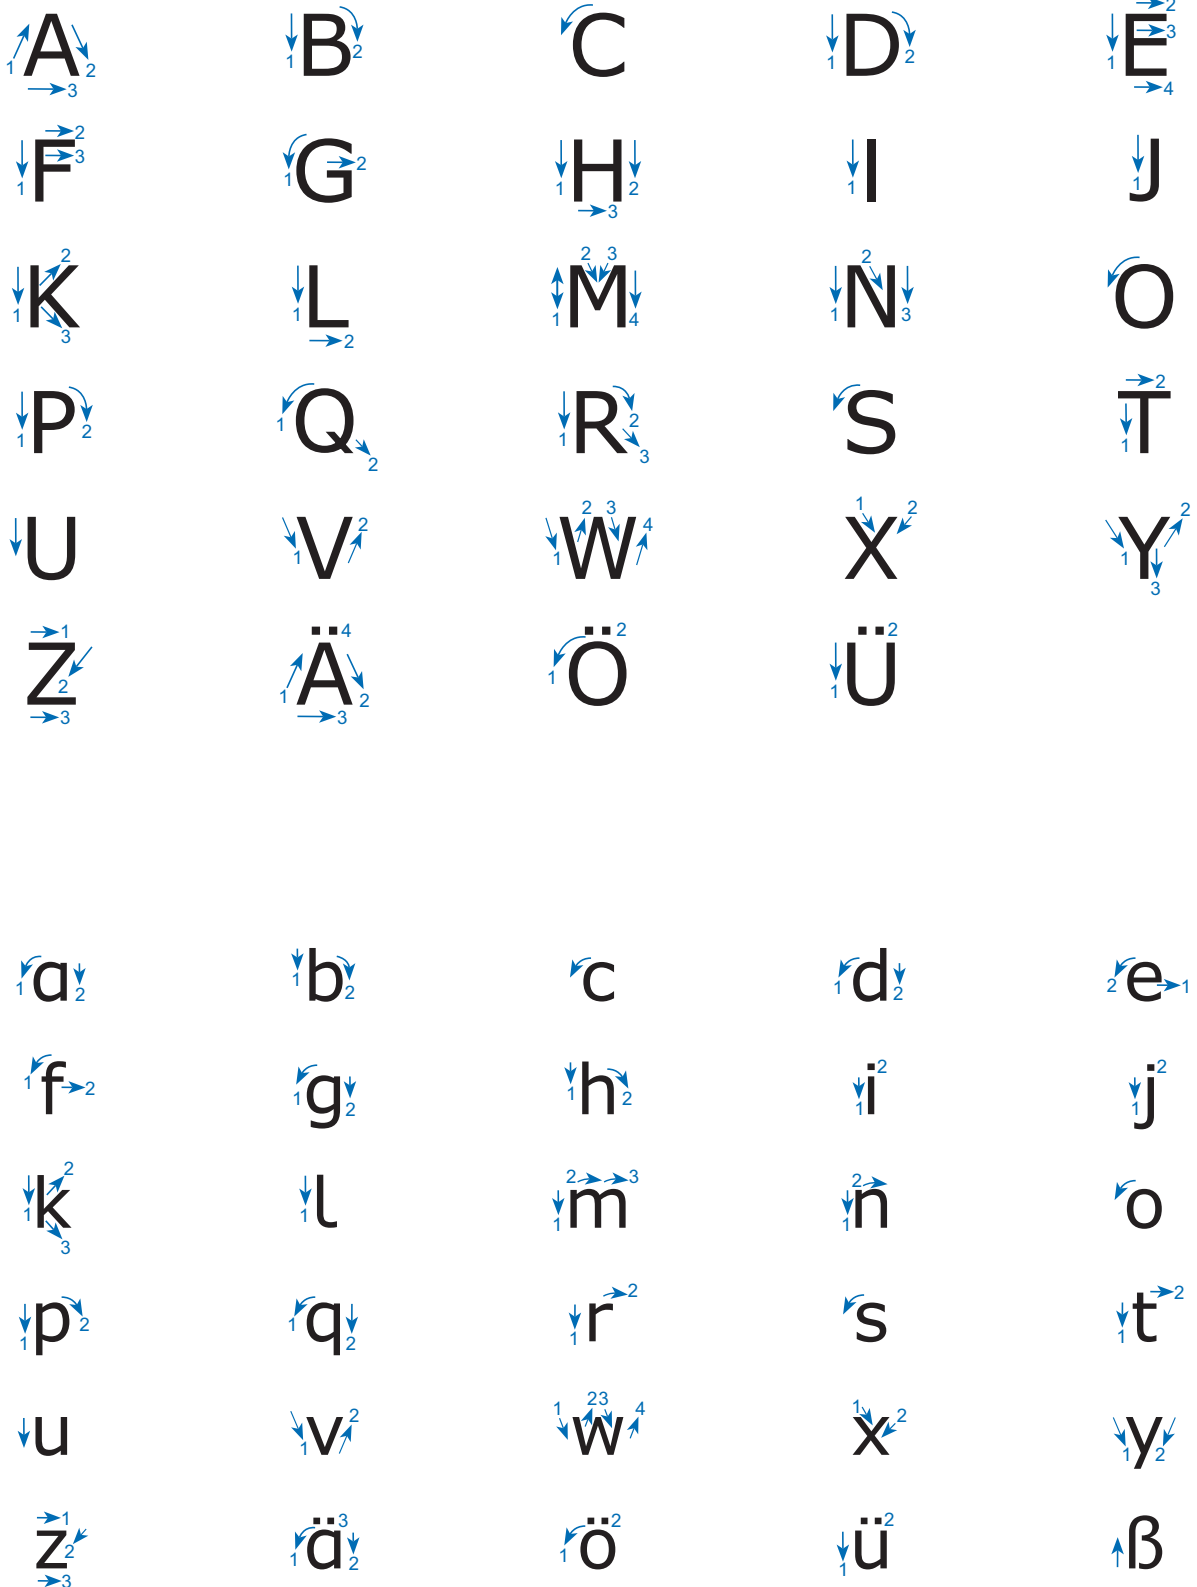 A B C D E
F G H I J
K L M N O
P Q R S T
U V W X Y
Z Ä Ö Ü
a b c d e
f g h i j
k l m n o
p q r s t
u v w x y
z ä ö ü ß